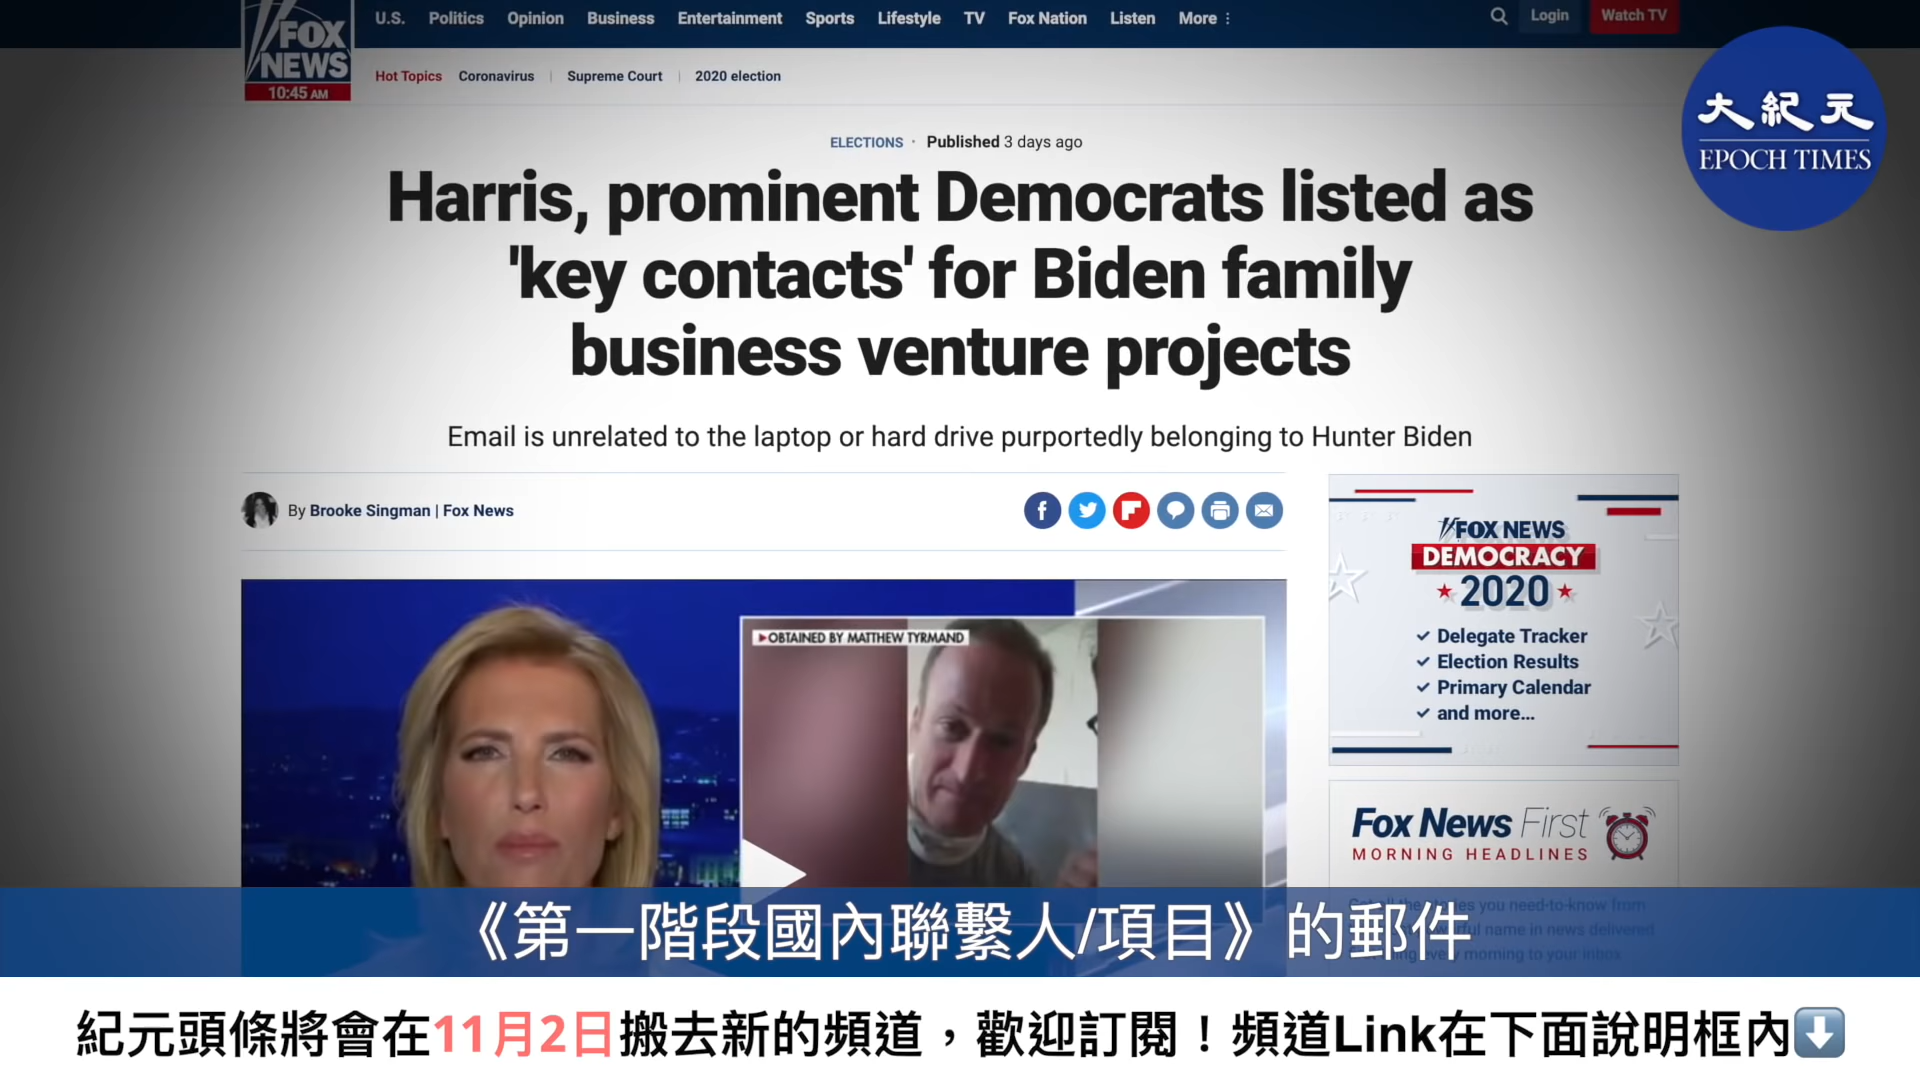 FOX
NEWS
10:45 AM
U.S. Politics Opinion Business Entertainment Sports Lifestyle TV Fox Nation Listen More
Login
Watch TV
Hot Topics Coronavirus Supreme Court 2020 election
大紀元
EPOCH TIMES
ELECTIONS · Published 3 days ago
Harris, prominent Democrats listed as
'key contacts' for Biden family
business venture projects
Email is unrelated to the laptop or hard drive purportedly belonging to Hunter Biden
By Brooke Singman | Fox News
OBTAINED BY MATTHEW TYRMAND
FOX NEWS
DEMOCRACY
2020
Delegate Tracker
Election Results
Primary Calendar
and more...
Fox News First
MORNING HEADLINES
《第一階段國內聯繫人/項目》的郵件
紀元頭條將會在11月2日搬去新的頻道，歡迎訂閱！頻道Link在下面說明框內